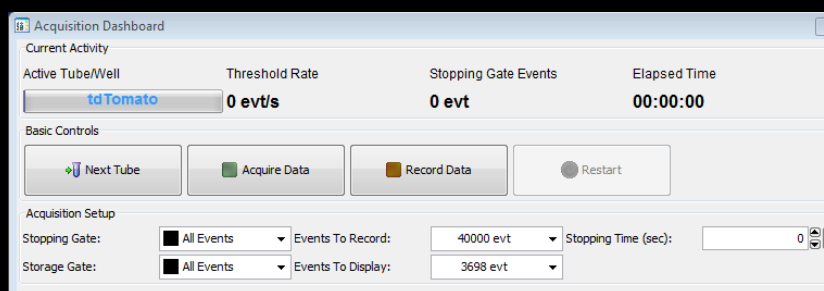 Acquisition Dashboard
Current Activity
Active Tube/Well Threshold Rate Stopping Gate Events Elapsed Time
tdTomato 0 evt/s 0 evt 00:00:00
Basic Controls
Next Tube Acquire Data Record Data Restart
Acquisition Setup
Stopping Gate: All Events Events To Record: 40000 evt Stopping Time (sec): 0
Storage Gate: All Events Events To Display: 3698 evt